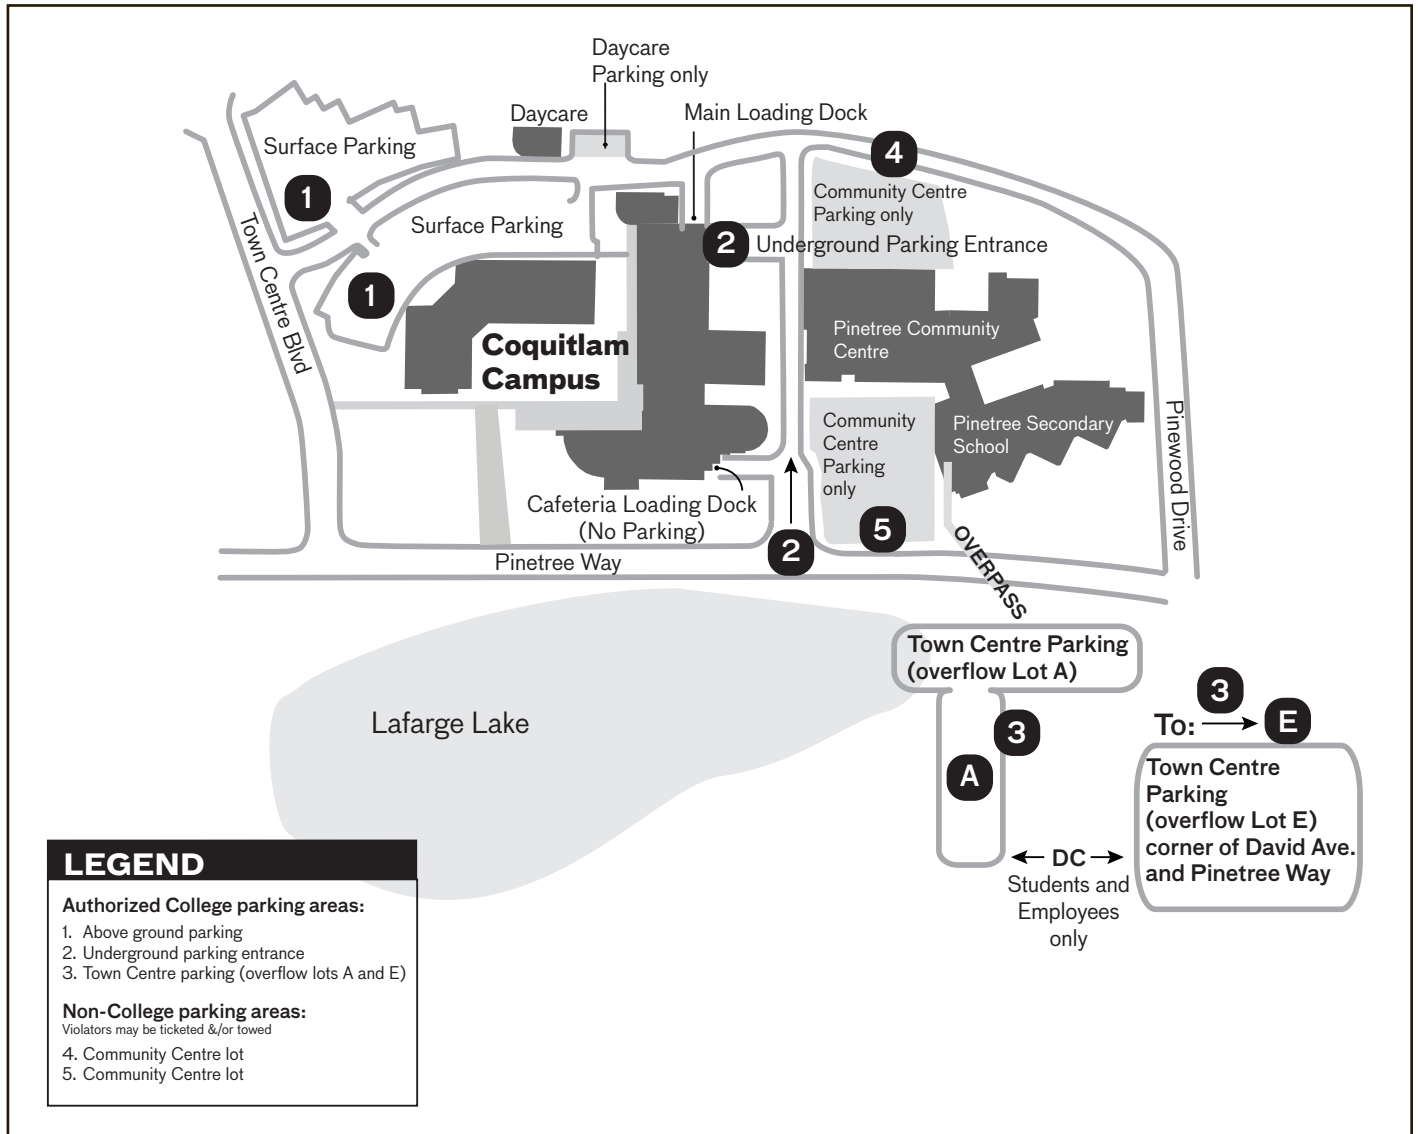 Daycare
Parking only
Daycare
Main Loading Dock
Surface Parking
4
1
Community Centre
Parking only
Town Centre Blvd
Surface Parking
2
Underground Parking Entrance
1
Pinetree Community
Centre
Coquitlam
Campus
Community
Centre
Parking
only
Pinetree Secondary
School
Pinewood Drive
Cafeteria Loading Dock
(No Parking)
5
2
OVERPASS
Pinetree Way
Town Centre Parking
(overflow Lot A)
3
To:
E
Lafarge Lake
3
A
Town Centre
Parking
(overflow Lot E)
corner of David Ave.
and Pinetree Way
DC
Students and
Employees
only
LEGEND
Authorized College parking areas:
1. Above ground parking
2. Underground parking entrance
3. Town Centre parking (overflow lots A and E)
Non-College parking areas:
Violators may be ticketed &/or towed
4. Community Centre lot
5. Community Centre lot